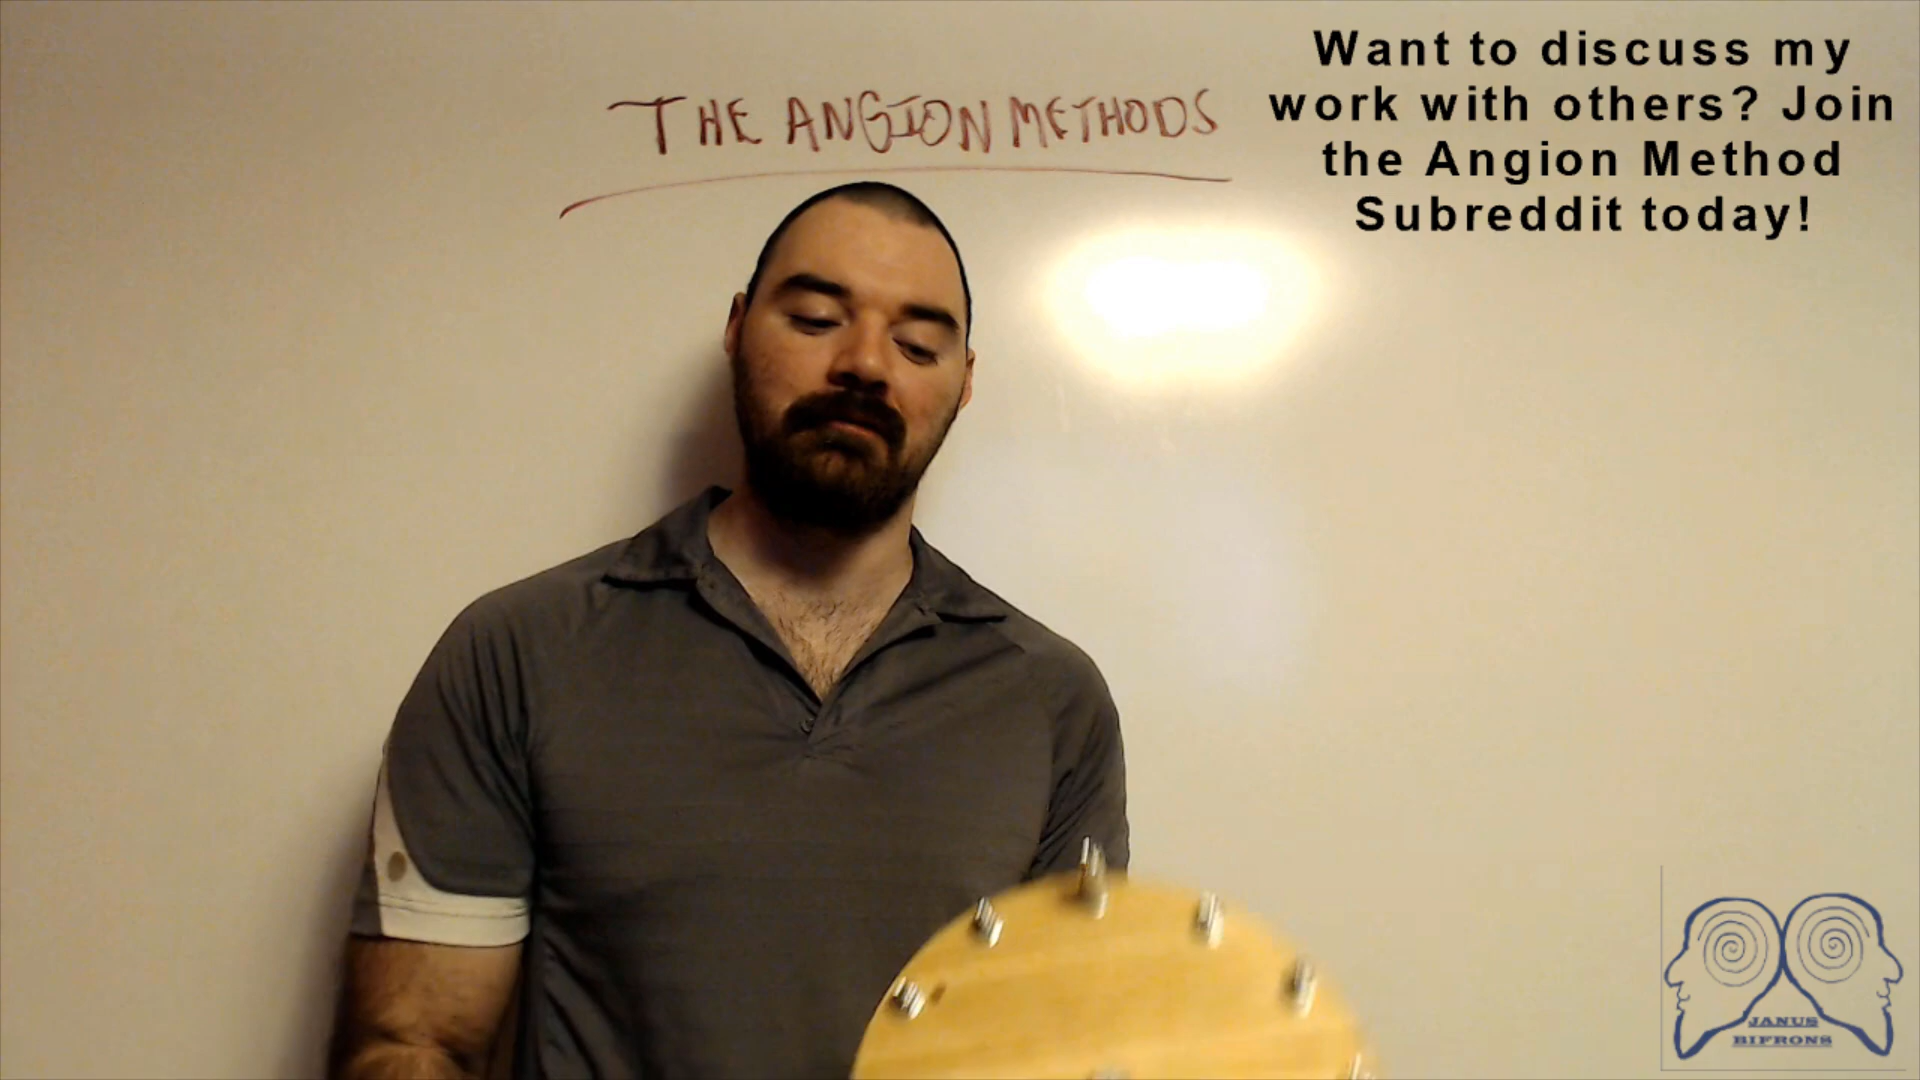 THE ANGION METHODS
Want to discuss my
work with others? Join
the Angion Method
Subreddit today!
JANUS
BIFRONS